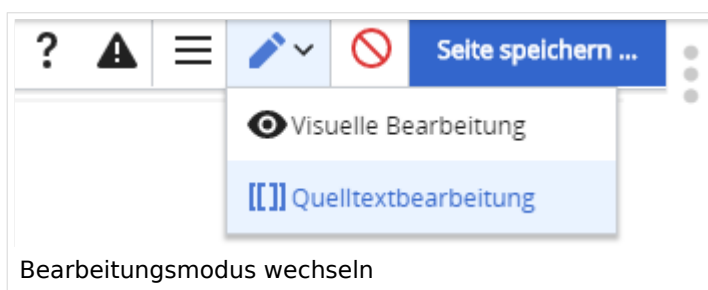 ? Seite speichern ...
Visuelle Bearbeitung
[[]] Quelltextbearbeitung
Bearbeitungsmodus wechseln